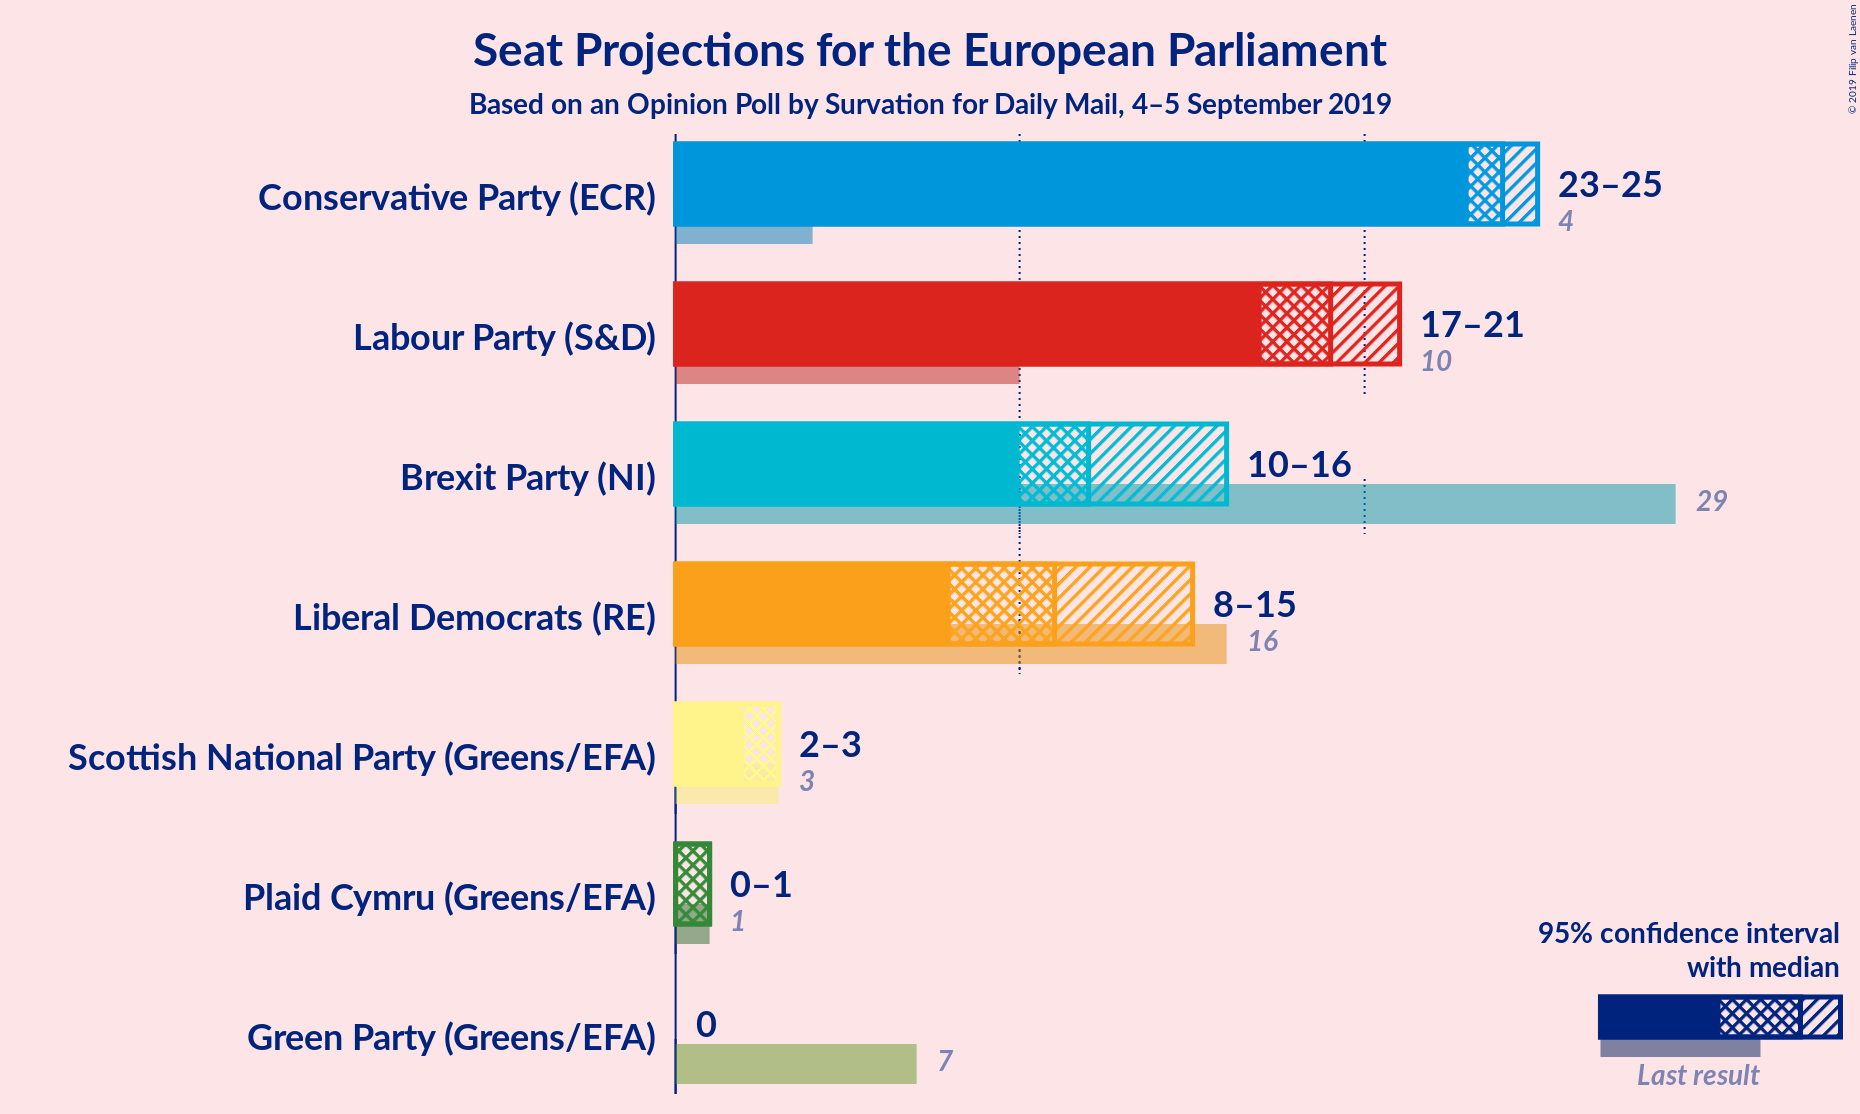 Seat Projections for the European Parliament
Based on an Opinion Poll by Survation for Daily Mail, 4–5 September 2019
© 2019 Filip van Laenen
Conservative Party (ECR)
23–25
4
Labour Party (S&D)
17–21
10
Brexit Party (NI)
10–16
29
Liberal Democrats (RE)
8–15
16
Scottish National Party (Greens/EFA)
2–3
3
Plaid Cymru (Greens/EFA)
0–1
1
Green Party (Greens/EFA)
0
7
95% confidence interval
with median
Last result